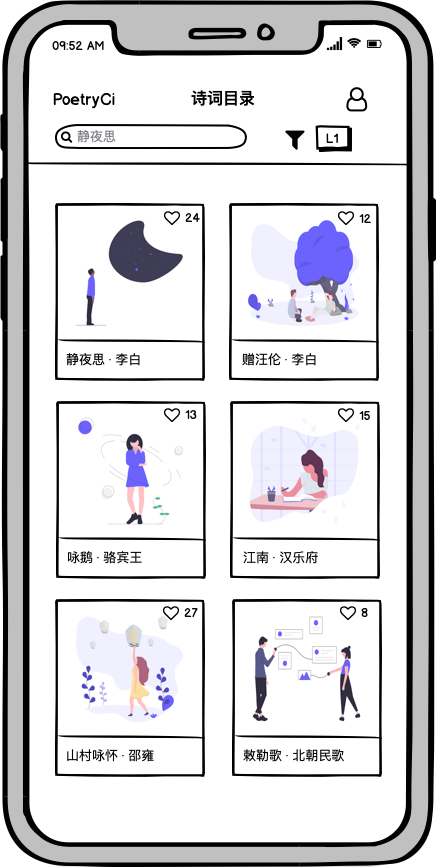 09:52 AM
PoetryCi
诗词目录
静夜思
L1
24
静夜思 · 李白
12
赠汪伦 · 李白
13
咏鹅 · 骆宾王
15
江南 · 汉乐府
27
山村咏怀 · 邵雍
8
敕勒歌 · 北朝民歌